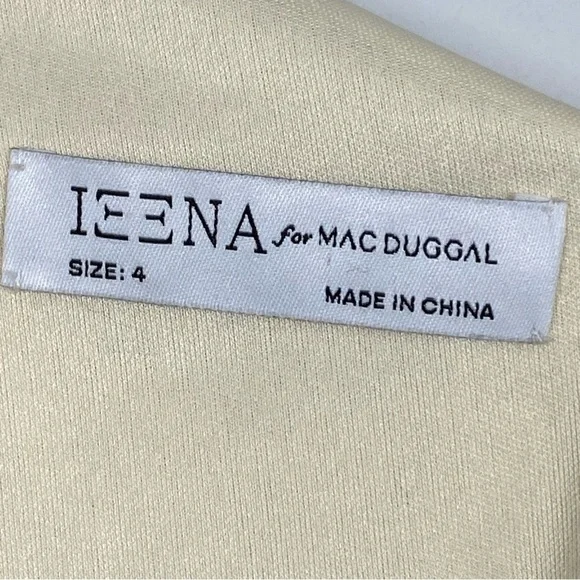 IEENA for MAC DUGGAL
SIZE: 4
MADE IN CHINA